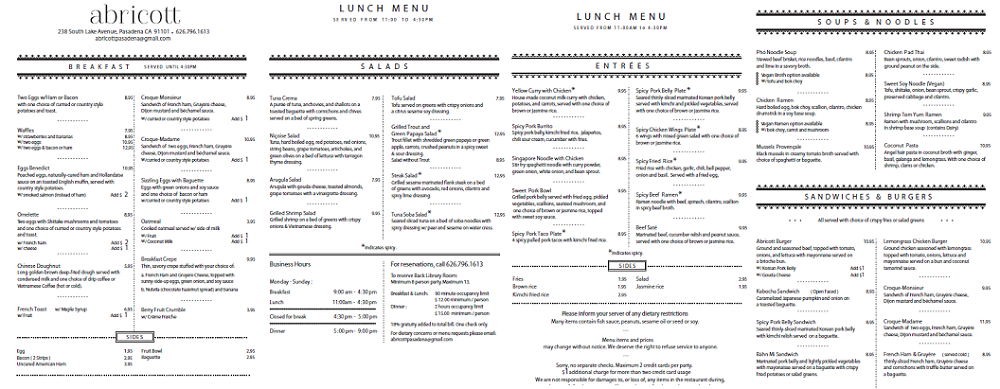 abricott
238 South Lake Avenue, Pasadena CA 91101 • 626.796.1613
abricottpasadena@gmail.com
BREAKFAST SERVED UNTIL 4:30PM
Two Eggs w/Ham or Bacon 8.95
with one choice of curried or country style
potatoes and toast.
Waffles 7.95
w/ strawberries and bananas 8.95
w/ two eggs 10.95
w/ two eggs & bacon or ham 12.95
Eggs Benedict 10.95
Poached eggs, naturally-cured ham and Hollandaise
sauce on an toasted English muffin, served with
country style potatoes.
w/ smoked salmon (instead of ham) Add $ 2
Omelette 8.95
Two eggs with Shiitake mushrooms and tomatoes
and one choice of curried or country style potatoes
and toast.
w/ French ham Add $ 2
w/ cheese Add $ 1
Chinese Doughnut 5.95
Long golden-brown deep-fried dough served with
condensed milk and one choice of drip coffee or
Vietnamese Coffee (hot or cold).
French Toast w/ Maple Syrup 6.95
w/ Fruit Add $ 1
Croque-Monsieur 8.95
Sandwich of French ham, Gruyere cheese,
Dijon mustard and béchamel sauce.
w/ curried or country style potatoes Add $ 1
Croque-Madame 10.95
Sandwich of two eggs, French ham, Gruyere
cheese, Dijon mustard and béchamel sauce.
w/ curried or country style potatoes Add $ 1
Sizzling Eggs with Baguette 8.95
Eggs with green onions and soy sauce
and one choice of bacon or ham
w/ curried or country style potatoes Add $ 1
Oatmeal 3.95
Cooked oatmeal served w/ side of milk
w/ Fruit Add $ 1
w/ Coconut Milk Add $ 1
Breakfast Crepe 9.95
Thin, savory crepe stuffed with your choice of:
a. French Ham and Gruyere Cheese, topped with
sunny-side-up eggs, green onion, and soy sauce
b. Nutella (chocolate hazelnut spread) and banana
Berry Fruit Crumble 3.95
w/ Crème Fraîche
SIDES
Egg 1.95
Bacon ( 2 Strips ) 2.95
Uncured American Ham 3.95
Fruit Bowl 2.95
Baguette 2.95
LUNCH MENU
SERVED FROM 11:00 TO 4:30PM
SALADS
Tuna Crema 7.95
A puree of tuna, anchovies, and shallots on a
toasted baguette with cornichons and chives
served on a bed of spring greens.
Niçoise Salad 10.95
Tuna, hard boiled egg, red potatoes, red onions,
string beans, grape tomatoes, artichokes, and
green olives on a bed of lettuce with tarragon
thyme dressing.
Arugula Salad 7.95
Arugula with gouda cheese, toasted almonds,
grape tomatoes with a vinaigrette dressing.
Grilled Shrimp Salad 9.95
Grilled shrimp on a bed of greens with crispy
onions & Vietnamese dressing.
Tofu Salad 7.95
Tofu served on greens with crispy onions and
a citrus sesame soy dressing.
Grilled Trout and
Green Papaya Salad * 12.95
Trout filet with shredded green papaya or green
apple, carrots, crushed peanuts in a spicy sweet
& sour dressing.
Salad without Trout 8.95
Steak Salad * 13.95
Grilled sesame marinated flank steak on a bed
of greens with avocado, red onions, cilantro and
spicy lime dressing.
Tuna Soba Salad * 12.95
Seared sliced tuna on a bed of soba noodles with
spicy dressing w/ pear and sesame on water cress.
*indicates spicy.
Business Hours
Monday - Sunday :
Breakfast 9:00 am - 4:30 pm
Lunch 11:00am - 4:30 pm
Closed for break 4:30 pm - 5:00 pm
Dinner 5:00 pm - 9:00 pm
For reservations, call 626.796.1613
To reserve Back Library Room:
Minimum 8 person party. Maximum 13.
Breakfast & Lunch: 90 minute occupancy limit
$12.00 minimum / person
Dinner : 2 hours occupancy limit
$15.00 minimum / person
18% gratuity added to total bill. One check only.
For dietary concerns or menu requests please email:
abricottpasadena@gmail.com
LUNCH MENU
SERVED FROM 11:00AM to 4:30PM
ENTRÉES
Yellow Curry with Chicken* 9.95
House-made coconut milk curry with chicken,
potatoes, and carrots, served with one choice of
brown or jasmine rice.
Spicy Pork Burrito 9.95
Spicy pork belly kimchi fried rice, jalapeños,
chili sour cream, cucumber with fries.
Singapore Noodle with Chicken 9.95
Stir fry spaghetti noodle with curry powder,
green onion, white onion, and bean sprout.
Sweet Pork Bowl 9.95
Grilled pork belly served with fried egg, pickled
vegetables, scallions, sauteed mushroom, and
one choice of brown or jasmine rice, topped
with sweet soy sauce.
Spicy Pork Taco Plate* 9.95
4 spicy pulled pork tacos with kimchi fried rice.
Spicy Pork Belly Plate* 9.95
Seared thinly-sliced marinated Korean pork belly
served with kimchi and pickled vegetables, served
with one choice of brown or jasmine rice.
Spicy Chicken Wings Plate* 9.95
6 wings with mixed green salad with one choice of
brown or jasmine rice.
Spicy Fried Rice* 9.95
Fried rice with chicken, garlic, chili, bell pepper,
onion, and basil. Served with a fried egg.
Spicy Beef Ramen * 9.95
Ramen noodle with beef, sprouts, cilantro, scallion
in spicy beef broth.
Beef Saté 9.95
Marinated beef, cucumber relish and peanut sauce,
served with one choice of brown or jasmine rice.
*indicates spicy.
SIDES
Fries 1.95
Brown rice 1.95
Kimchi fried rice 2.95
Salad 2.95
Jasmine rice 1.95
Please inform your server of any dietary restrictions
Many items contain fish sauce, peanuts, sesame oil or seed or soy.
Menu items and prices
may change without notice. We deserve the right to refuse service to anyone.
Sorry, no separate checks. Maximum 2 credit cards per party.
$1 additional charge for more than two card card usage
We are not responsible for damages to, or loss of, any items in the restaurant during,
SOUPS & NOODLES
Pho Noodle Soup 8.95
Stewed beef brisket, rice noodles, basil, cilantro
and lime in a savory broth.
Vegan Broth option available
w/ tofu and bok choy
Chicken Ramen 8.95
Hard boiled egg, bok choy, scallion, cilantro, chicken
drumstick in a soy base soup.
Vegan Ramen option available
w/ bok choy, carrot and mushroom
Mussels Provençale 10.95
Black mussels in creamy tomato broth served with
choice of spaghetti or baguette.
Chicken Pad Thai 9.95
Bean sprouts, onion, cilantro, sweet radish with
ground peanut on the side.
Sweet Soy Noodle (Vegan) 8.95
Tofu, shiitake, onion, bean sprout, crispy garlic,
preserved cabbage and cilantro.
Shrimp Tom Yum Ramen 9.95
Ramen with mushroom, scallions and cilantro
in shrimp base soup (contains Dairy)
Coconut Pasta 10.95
Angel hair pasta in coconut broth with ginger,
basil, galanga and lemongrass. With one choice of
shrimp, clams or chicken.
SANDWICHES & BURGERS
All served with choice of crispy fries or salad greens
Abricott Burger 10.95
Ground and seasoned beef, topped with tomato,
onions, and lettuce with mayonnaise served on
a brioche bun.
w/ Korean Pork Belly Add $1
w/ Gouda Cheese Add $1
Kabocha Sandwich ( Open Faced ) 8.95
Caramelized Japanese pumpkin and onion on
a toasted baguette.
Spicy Pork Belly Sandwich 8.95
Seared thinly-sliced marinated Korean pork belly
with kimchi relish served on a baguette.
Bahn Mi Sandwich 8.95
Marinated pork belly and lightly pickled vegetables
with mayonnaise served on a baguette with crispy
fried potatoes or salad greens.
Lemongrass Chicken Burger 10.95
Ground chicken seasoned with lemongrass
topped with tomato, onions, lettuce and
mayonnaise served on a bun and coconut
tamarind sauce.
Croque-Monsieur 9.95
Sandwich of French ham, Gruyere cheese,
Dijon mustard and béchamel sauce.
Croque-Madame 11.95
Sandwich of two eggs, French ham, Gruyere
cheese, Dijon mustard and béchamel sauce.
French Ham & Gruyère ( served cold ) 8.95
Thinly sliced French ham, Gruyere cheese
and cornichons with truffle butter served on
a baguette.